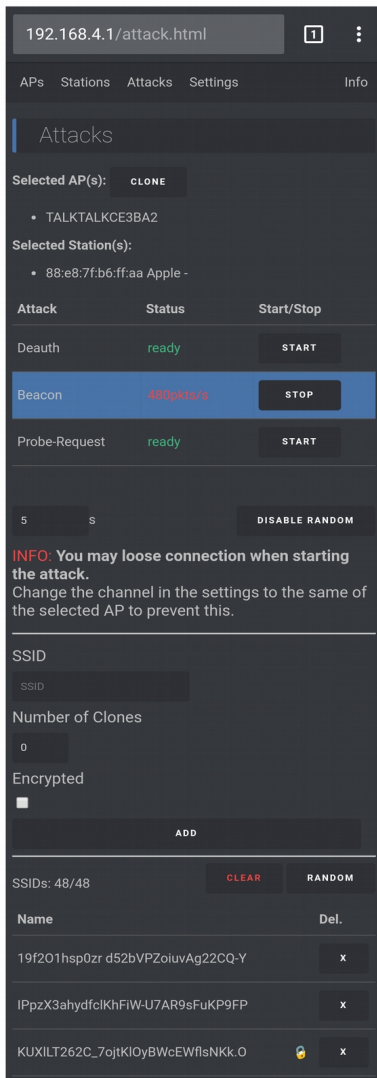 192.168.4.1/attack.html 1
APs Stations Attacks Settings Info
Attacks
Selected AP(s): CLONE
• TALKTALKCE3BA2
Selected Station(s):
• 88:e8:7f:b6:ff:aa Apple -
Attack Status Start/Stop
Deauth ready START
Beacon 480pkts/s STOP
Probe-Request ready START
5 s DISABLE RANDOM
INFO: You may loose connection when starting
the attack.
Change the channel in the settings to the same of
the selected AP to prevent this.
SSID
SSID
Number of Clones
0
Encrypted
ADD
SSIDs: 48/48 CLEAR RANDOM
Name Del.
19f2O1hsp0zr d52bVPZoiuvAg22CQ-Y X
IPpzX3ahydfclKhFiW-U7AR9sFuKP9FP X
KUXILT262C_7ojtKlOyBWcEWflsNKk.O X